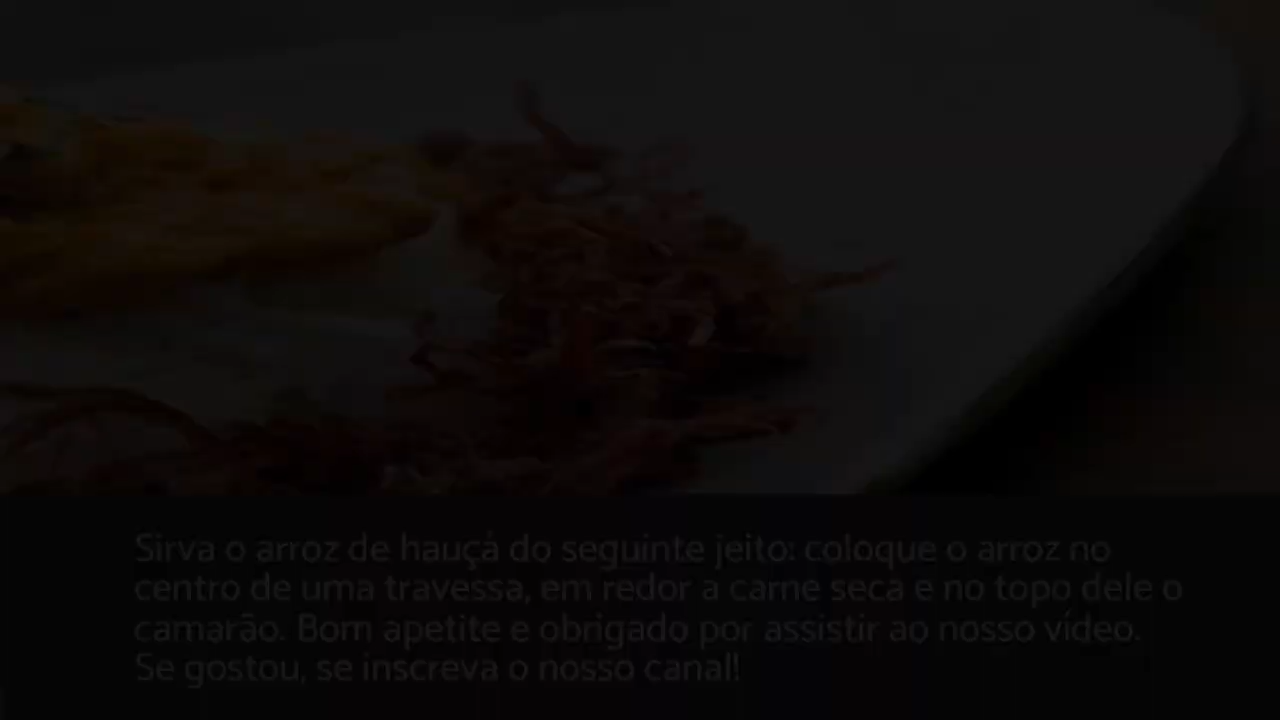 Sirva o arroz de hauçá do seguinte jeito: coloque o arroz no
centro de uma travessa, em redor a carne seca e no topo dele o
camarão. Bom apetite e obrigado por assistir ao nosso vídeo.
Se gostou, se inscreva o nosso canal!